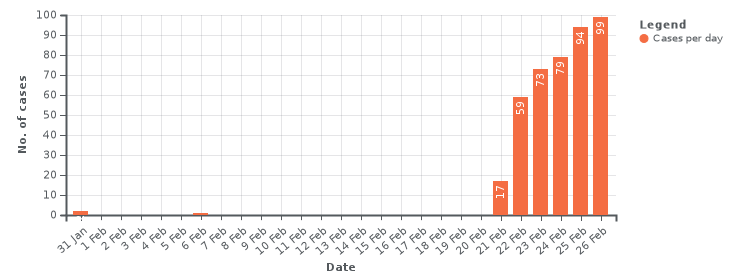 100
90
80
70
60
50
40
30
20
10
0
No. of cases
17
59
73
79
94
99
31 Jan
1 Feb
2 Feb
3 Feb
4 Feb
5 Feb
6 Feb
7 Feb
8 Feb
9 Feb
10 Feb
11 Feb
12 Feb
13 Feb
14 Feb
15 Feb
16 Feb
17 Feb
18 Feb
19 Feb
20 Feb
21 Feb
22 Feb
23 Feb
24 Feb
25 Feb
26 Feb
Date
Legend
Cases per day